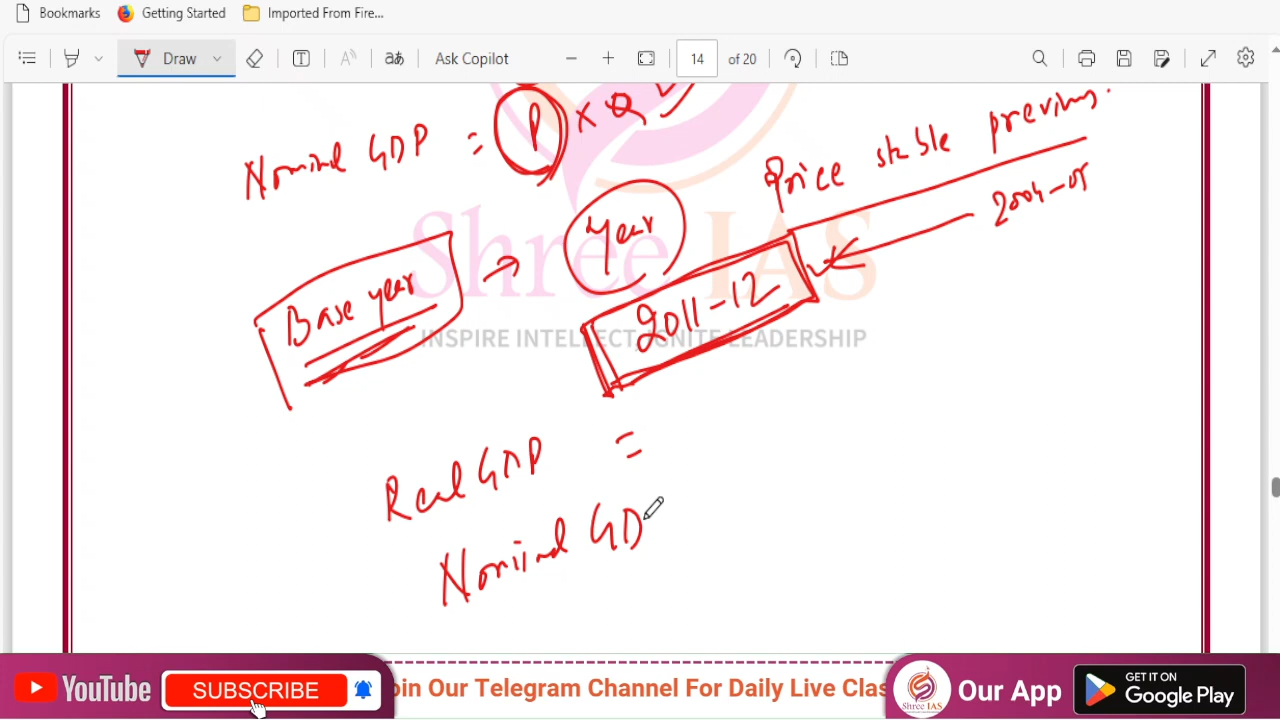 Bookmarks Getting Started Imported From Fire...
Draw Ask Copilot 14 of 20
Nominal GDP = P x Q
Price stable previous.
2004-05
Year
Base year →
Shree IAS
2011-12
INSPIRE INTELLECT, IGNITE LEADERSHIP
Real GDP =
Nominal GD
YouTube SUBSCRIBE
oin Our Telegram Channel For Daily Live Clas
Shree IAS
Our App
GET IT ON
Google Play